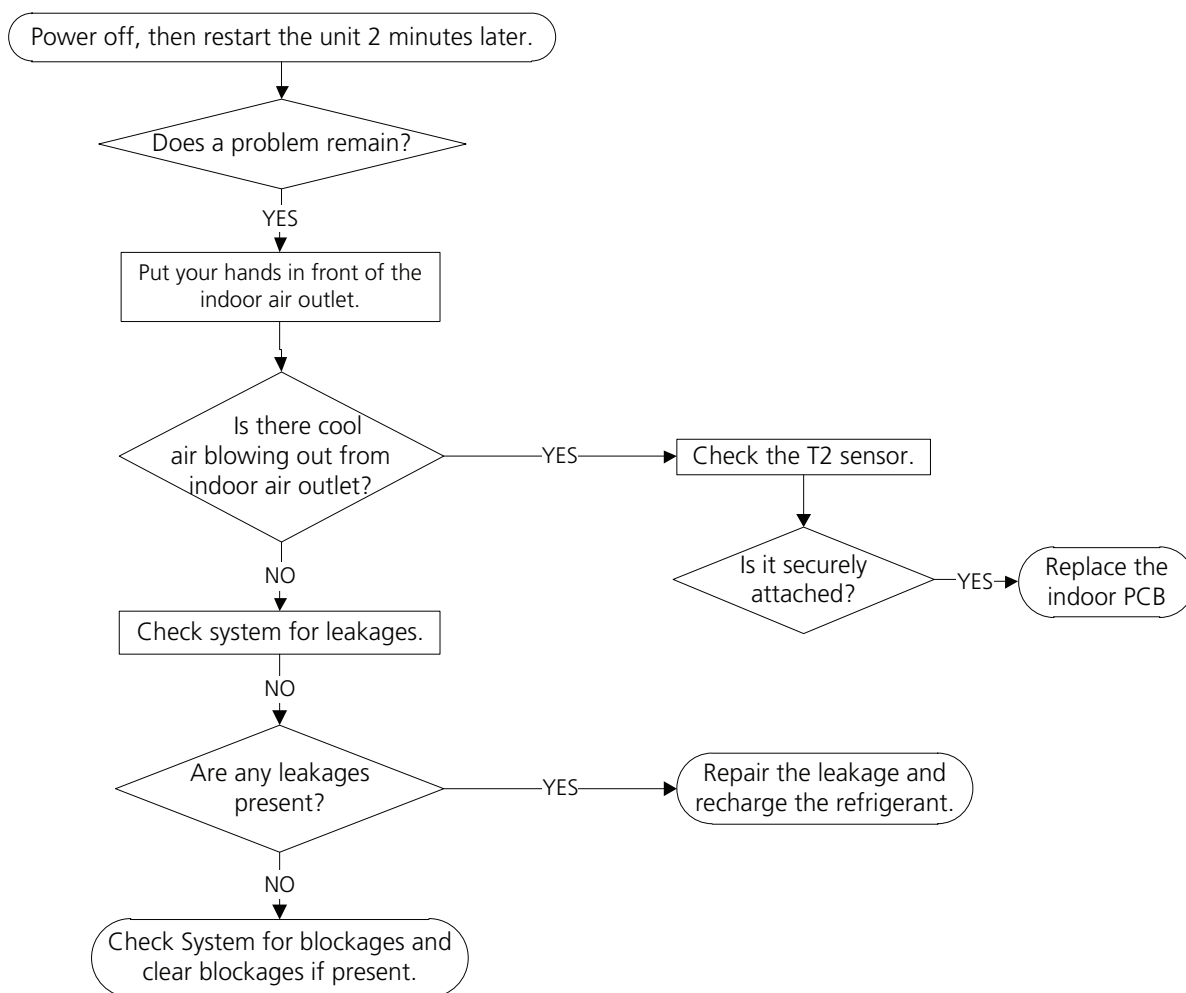 Power off, then restart the unit 2 minutes later.
Does a problem remain?
YES
Put your hands in front of the
indoor air outlet.
Is there cool
air blowing out from
indoor air outlet?
YES
Check the T2 sensor.
Is it securely
attached?
YES
Replace the
indoor PCB
NO
Check system for leakages.
NO
Are any leakages
present?
YES
Repair the leakage and
recharge the refrigerant.
NO
Check System for blockages and
clear blockages if present.